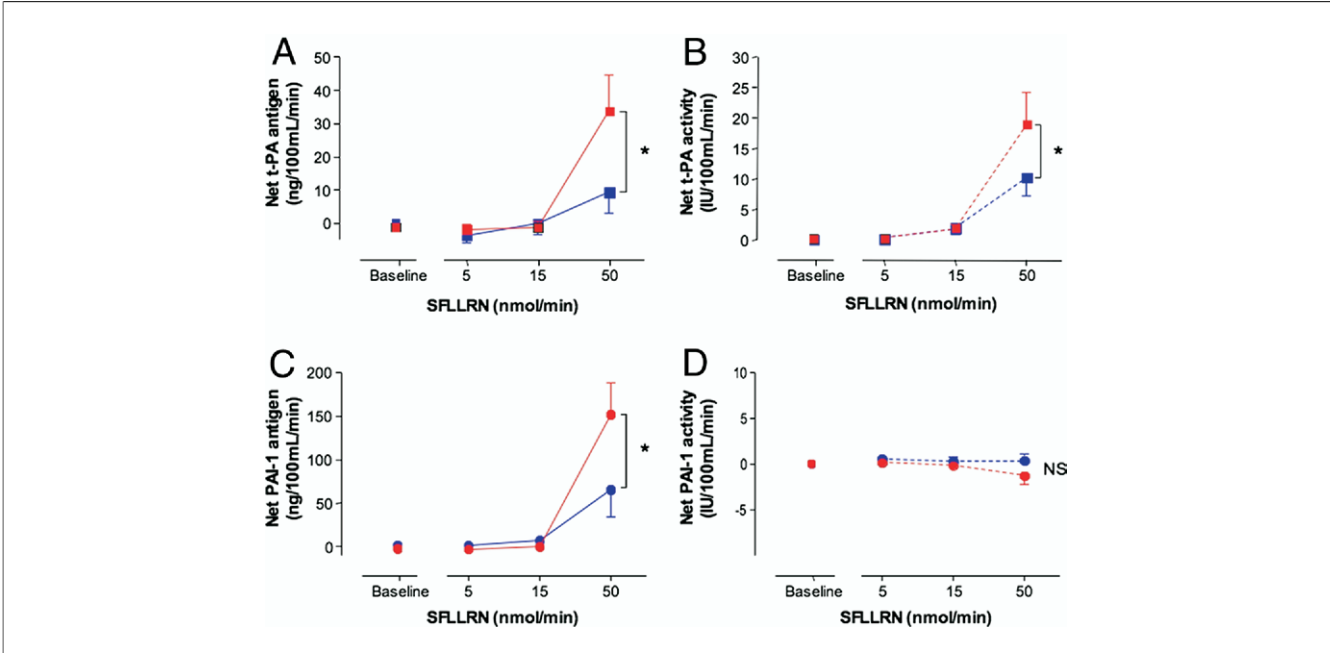 A
Net t-PA antigen
(ng/100mL/min)
50
40
30
20
10
0
*
Baseline
5
15
50
SFLLRN (nmol/min)
B
Net t-PA activity
(IU/100mL/min)
30
25
20
15
10
5
0
*
Baseline
5
15
50
SFLLRN (nmol/min)
C
Net PAI-1 antigen
(ng/100mL/min)
200
150
100
50
0
*
Baseline
5
15
50
SFLLRN (nmol/min)
D
Net PAI-1 activity
(IU/100mL/min)
10
5
0
-5
NS
Baseline
5
15
50
SFLLRN (nmol/min)